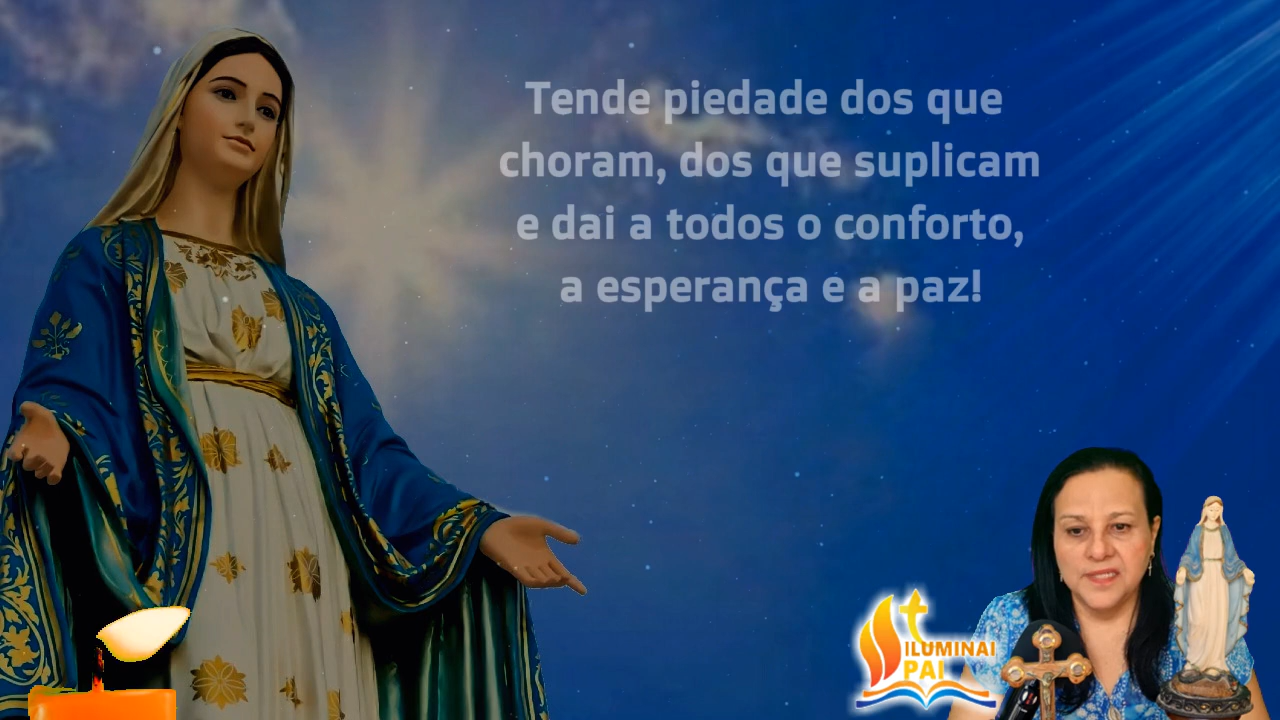 Tende piedade dos que
choram, dos que suplicam
e dai a todos o conforto,
a esperança e a paz!
ILUMINAI
PAI